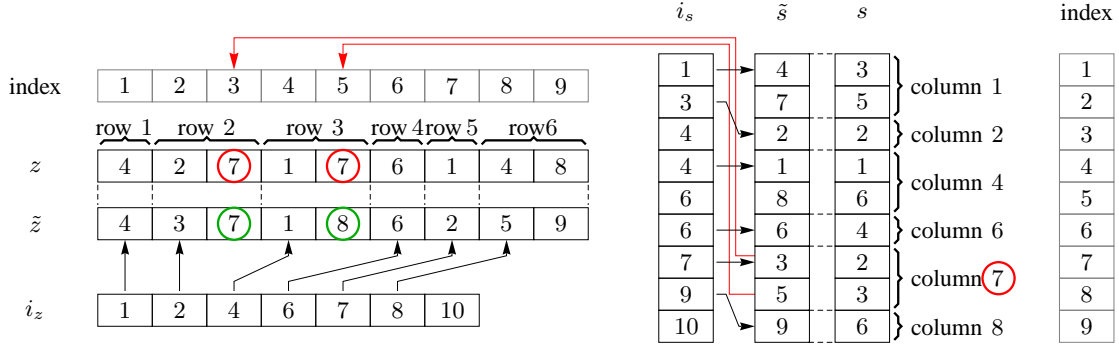 i_s s̃ s index
index 1 2 3 4 5 6 7 8 9
row 1 row 2 row 3 row 4 row 5 row6
z 4 2 7 1 7 6 1 4 8
z̃ 4 3 7 1 8 6 2 5 9
i_z 1 2 4 6 7 8 10
1 4 3 column 1 1
3 7 5 2
4 2 2 column 2 3
4 1 1 column 4 4
6 8 6 5
6 6 4 column 6 6
7 3 2 column 7 7
9 5 3 8
10 9 6 column 8 9